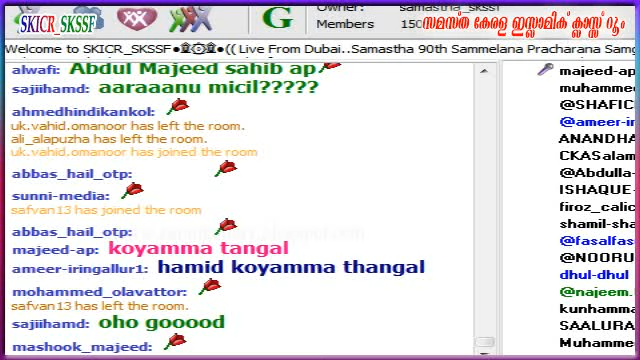 SKICR_SKSSF
Owner: samastha_skssf
Members 150
സമസ്ത കേരള ഇസ്ലാമിക് ക്ലാസ്സ് റൂം
Welcome to SKICR_SKSSF●۩۞۩●(( Live From Dubai..Samastha 90th Sammelana Pracharana Samg
alwafi: Abdul Majeed sahib ap
sajiihamd: aaraaanu micil?????
ahmedhindikankol:
uk.vahid.omanoor has left the room.
ali_alapuzha has left the room.
uk.vahid.omanoor has joined the room
abbas_hail_otp:
sunni-media:
safvan13 has joined the room
abbas_hail_otp:
majeed-ap: koyamma tangal
ameer-iringallur1: hamid koyamma thangal
mohammed_olavattor:
safvan13 has left the room.
sajiihamd: oho gooood
mashook_majeed:
majeed-ap
muhamme
@SHAFIC
@ameer-iri
ANANDHA
CKASalam
@Abdulla-
ISHAQUE-
firoz_calic
shamil-sha
@fasalfas
@NOORU
dhul-dhul
@najeem.
kunhamma
SAALURA
Muhamme